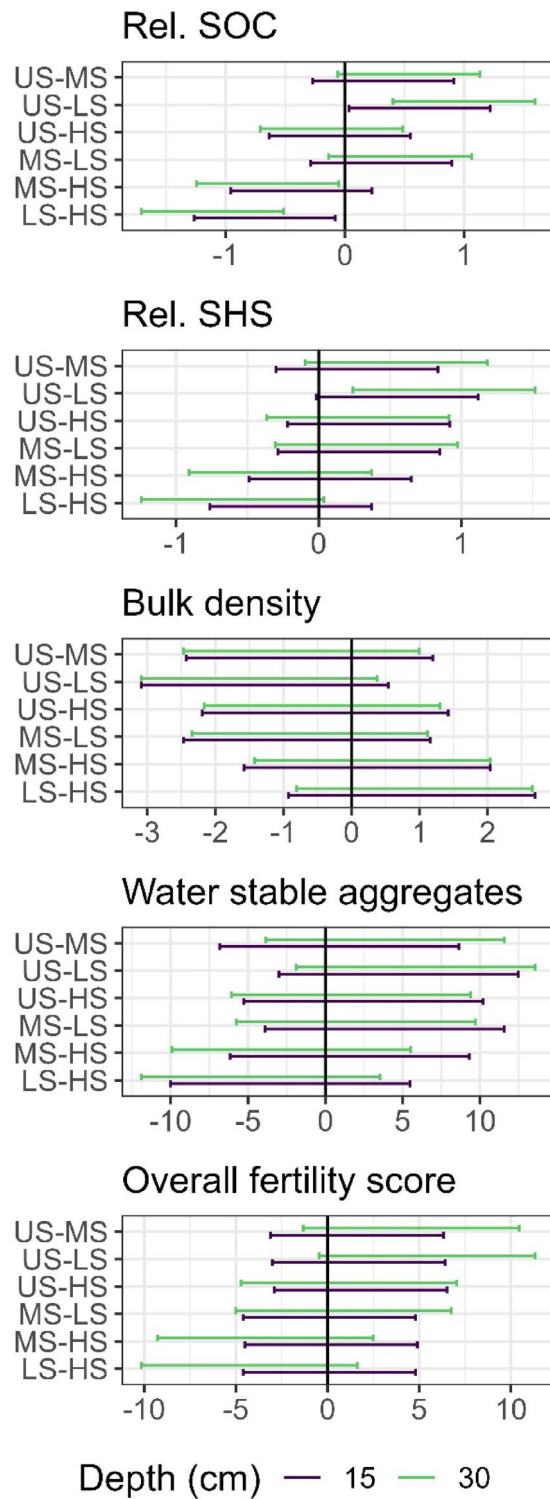 Rel. SOC
US-MS
US-LS
US-HS
MS-LS
MS-HS
LS-HS
-1 0 1
Rel. SHS
US-MS
US-LS
US-HS
MS-LS
MS-HS
LS-HS
-1 0 1
Bulk density
US-MS
US-LS
US-HS
MS-LS
MS-HS
LS-HS
-3 -2 -1 0 1 2
Water stable aggregates
US-MS
US-LS
US-HS
MS-LS
MS-HS
LS-HS
-10 -5 0 5 10
Overall fertility score
US-MS
US-LS
US-HS
MS-LS
MS-HS
LS-HS
-10 -5 0 5 10
Depth (cm) 15 30